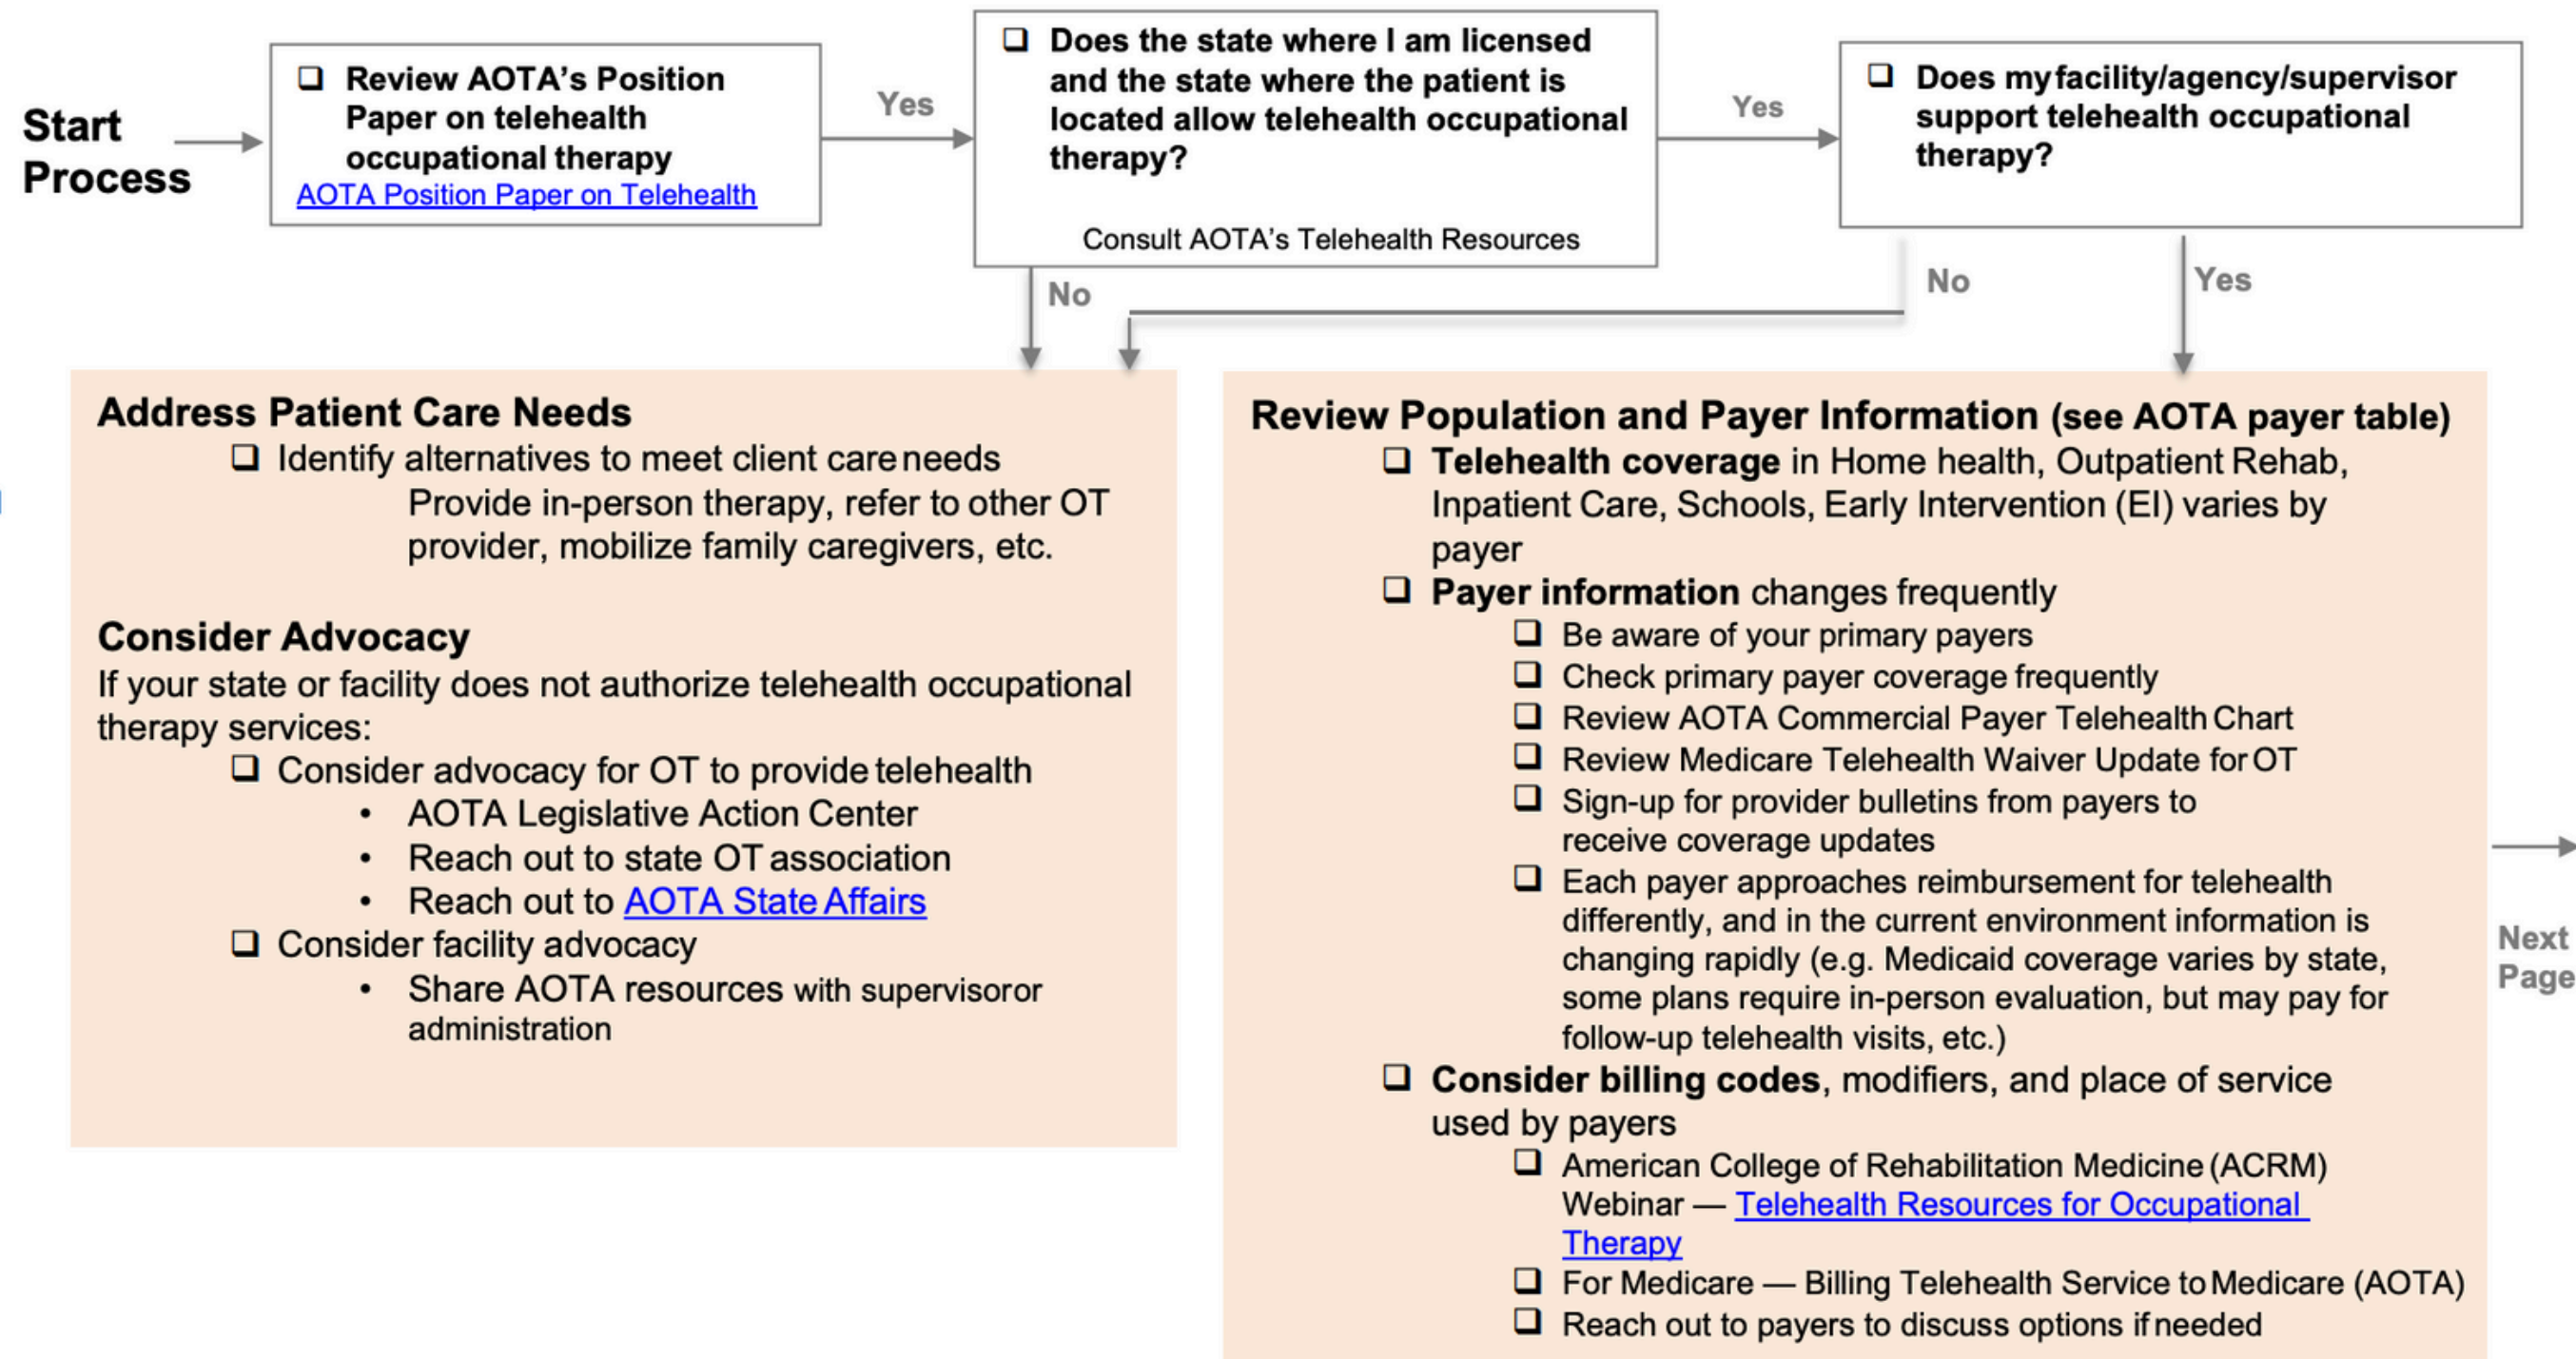 Start
Process
❑ Review AOTA’s Position
Paper on telehealth
occupational therapy
AOTA Position Paper on Telehealth
Yes
❑ Does the state where I am licensed
and the state where the patient is
located allow telehealth occupational
therapy?
Consult AOTA’s Telehealth Resources
Yes
❑ Does my facility/agency/supervisor
support telehealth occupational
therapy?
No
No
Yes
Address Patient Care Needs
❑ Identify alternatives to meet client care needs
Provide in-person therapy, refer to other OT
provider, mobilize family caregivers, etc.
Consider Advocacy
If your state or facility does not authorize telehealth occupational
therapy services:
❑ Consider advocacy for OT to provide telehealth
• AOTA Legislative Action Center
• Reach out to state OT association
• Reach out to AOTA State Affairs
❑ Consider facility advocacy
• Share AOTA resources with supervisor or
administration
Review Population and Payer Information (see AOTA payer table)
❑ Telehealth coverage in Home health, Outpatient Rehab,
Inpatient Care, Schools, Early Intervention (EI) varies by
payer
❑ Payer information changes frequently
❑ Be aware of your primary payers
❑ Check primary payer coverage frequently
❑ Review AOTA Commercial Payer Telehealth Chart
❑ Review Medicare Telehealth Waiver Update for OT
❑ Sign-up for provider bulletins from payers to
receive coverage updates
❑ Each payer approaches reimbursement for telehealth
differently, and in the current environment information is
changing rapidly (e.g. Medicaid coverage varies by state,
some plans require in-person evaluation, but may pay for
follow-up telehealth visits, etc.)
❑ Consider billing codes, modifiers, and place of service
used by payers
❑ American College of Rehabilitation Medicine (ACRM)
Webinar — Telehealth Resources for Occupational
Therapy
❑ For Medicare — Billing Telehealth Service to Medicare (AOTA)
❑ Reach out to payers to discuss options if needed
Next
Page